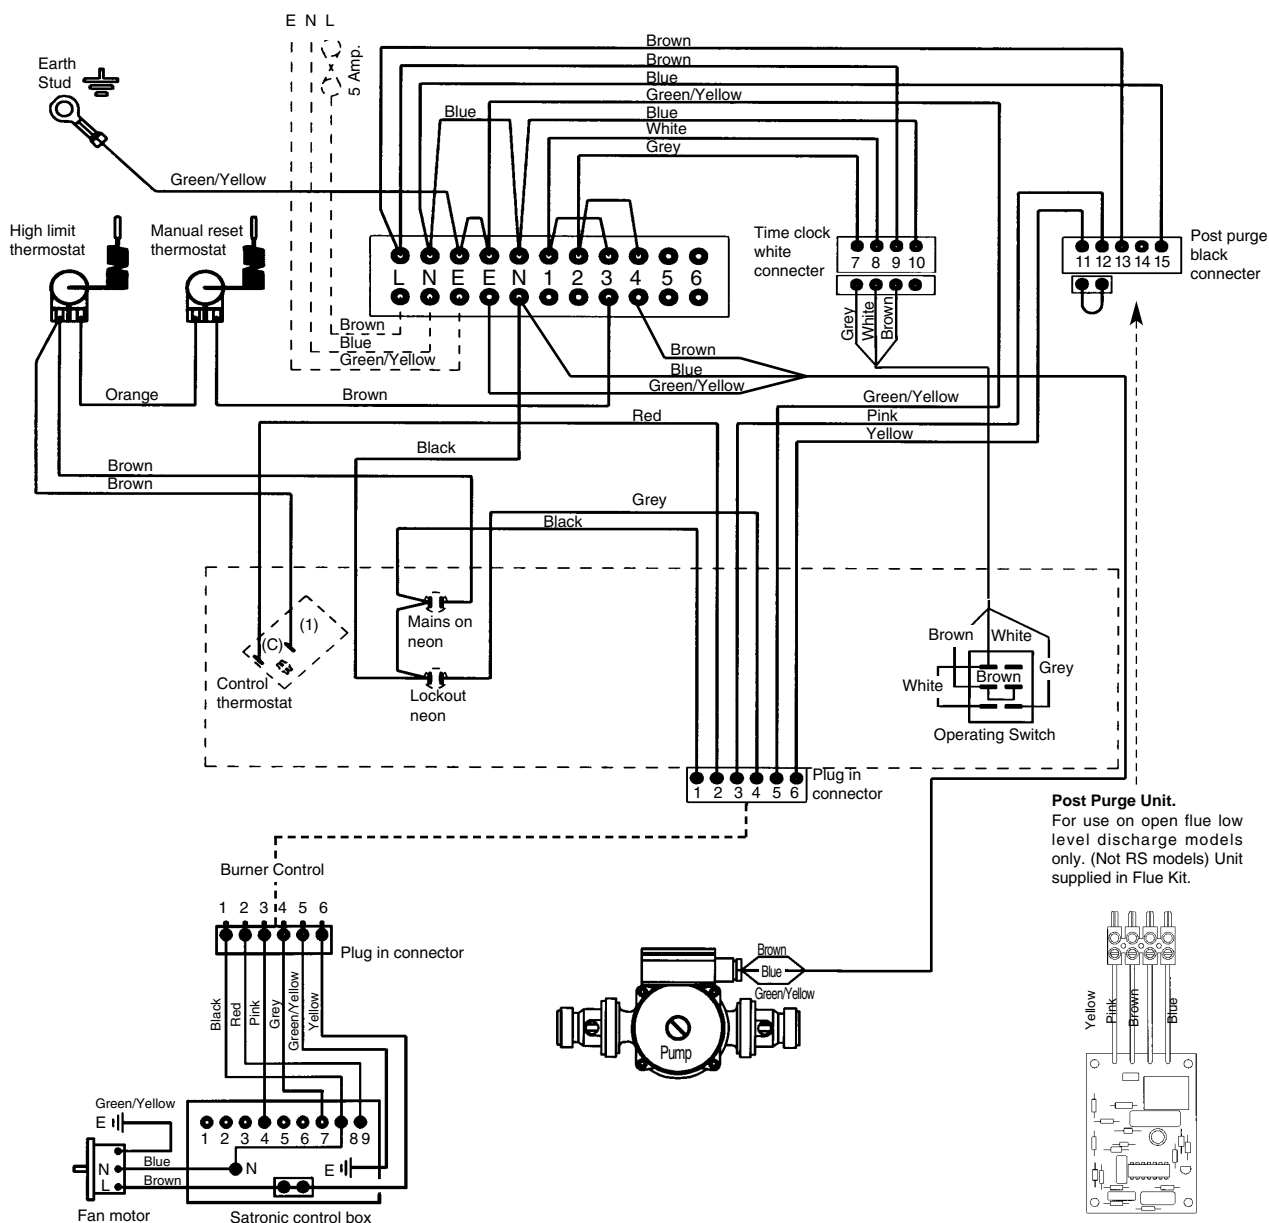 E N L
5 Amp.
Earth
Stud
Brown
Brown
Blue
Green/Yellow
Blue
Blue
White
Grey
Green/Yellow
High limit
thermostat
Manual reset
thermostat
L N E E N 1 2 3 4 5 6
Time clock
white
connecter
7 8 9 10
11 12 13 14 15
Post purge
black
connecter
Grey
White
Brown
Brown
Blue
Green/Yellow
Brown
Blue
Green/Yellow
Orange
Brown
Green/Yellow
Pink
Yellow
Red
Black
Brown
Brown
Grey
Black
(1)
(C)
Control
thermostat
Mains on
neon
Lockout
neon
Brown
White
White
Brown
Grey
Operating Switch
1 2 3 4 5 6
Plug in
connector
Post Purge Unit.
For use on open flue low
level discharge models
only. (Not RS models) Unit
supplied in Flue Kit.
Burner Control
1 2 3 4 5 6
Plug in connector
Black
Red
Pink
Grey
Green/Yellow
Yellow
Green/Yellow
E
N
L
Blue
Brown
Fan motor
1 2 3 4 5 6 7 8 9
N
E
Satronic control box
Brown
Blue
Green/Yellow
Pump
Yellow
Pink
Brown
Blue